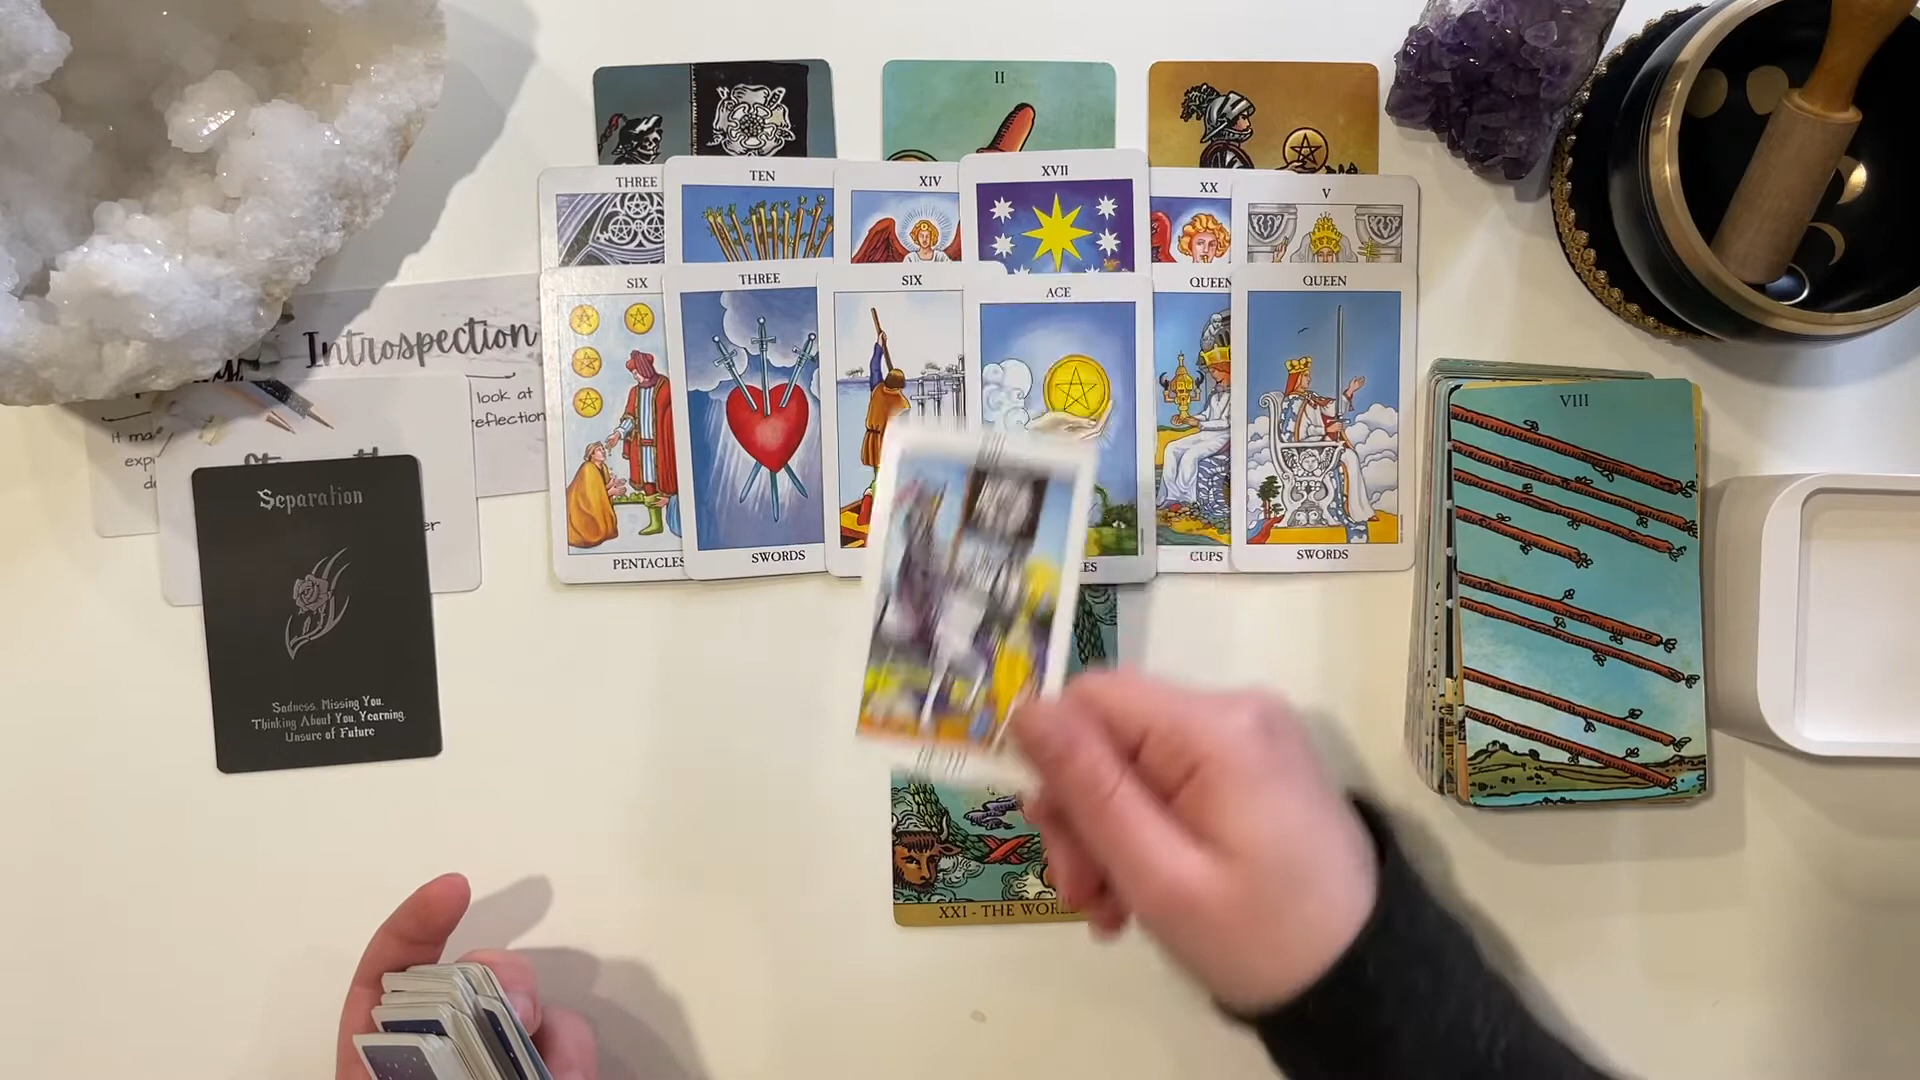 II
THREE
TEN
XIV
XVII
XX
V
SIX
THREE
SIX
ACE
QUEEN
QUEEN
PENTACLES
SWORDS
CUPS
SWORDS
VIII
Introspection
look at
reflection
it
Separation
Sadness, Missing You,
Thinking About You, Yearning,
Unsure of Future
XXI - THE